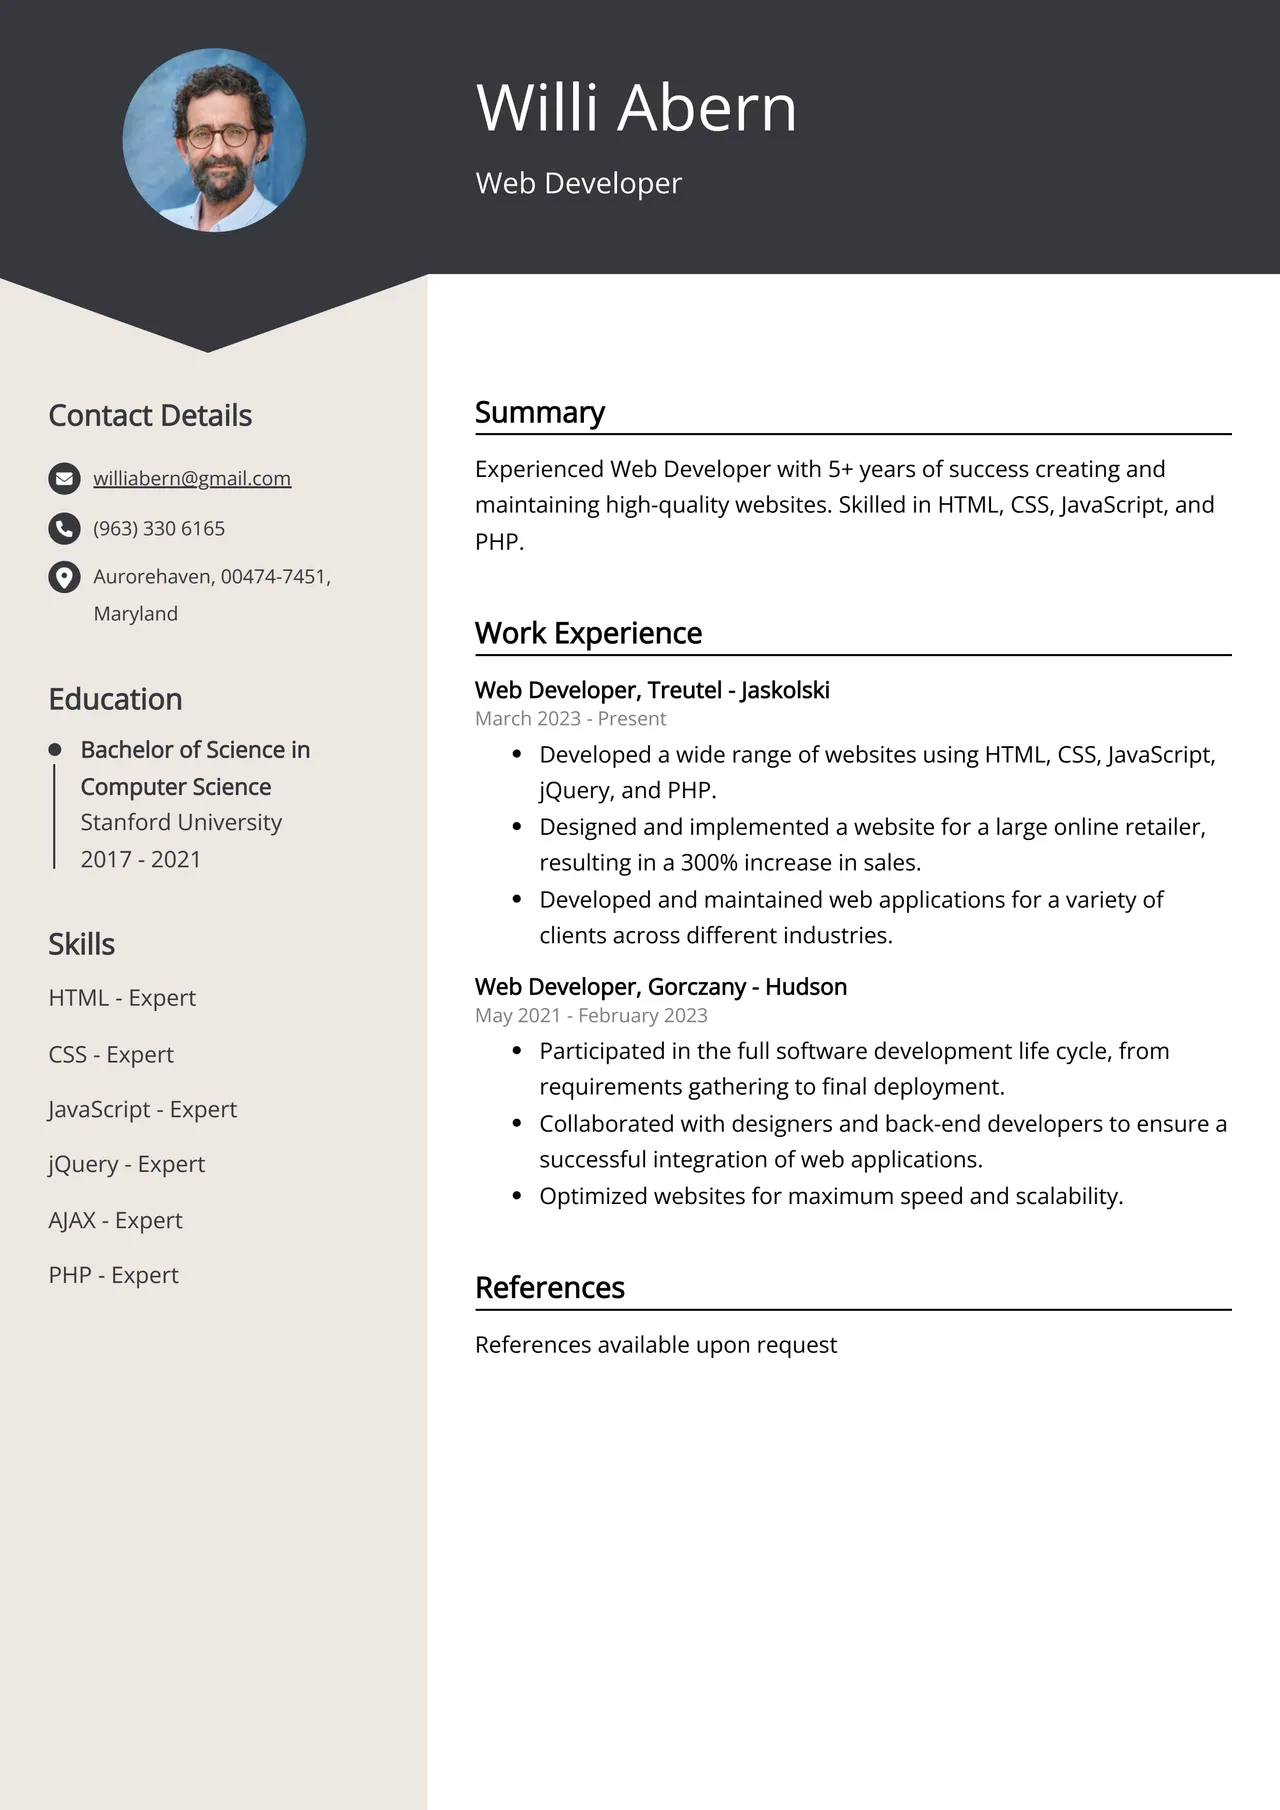 Willi Abern
Web Developer
Contact Details
williabern@gmail.com
(963) 330 6165
Aurorehaven, 00474-7451,
Maryland
Education
Bachelor of Science in
Computer Science
Stanford University
2017 - 2021
Skills
HTML - Expert
CSS - Expert
JavaScript - Expert
jQuery - Expert
AJAX - Expert
PHP - Expert
Summary
Experienced Web Developer with 5+ years of success creating and
maintaining high-quality websites. Skilled in HTML, CSS, JavaScript, and
PHP.
Work Experience
Web Developer, Treutel - Jaskolski
March 2023 - Present
• Developed a wide range of websites using HTML, CSS, JavaScript,
jQuery, and PHP.
• Designed and implemented a website for a large online retailer,
resulting in a 300% increase in sales.
• Developed and maintained web applications for a variety of
clients across different industries.
Web Developer, Gorczany - Hudson
May 2021 - February 2023
• Participated in the full software development life cycle, from
requirements gathering to final deployment.
• Collaborated with designers and back-end developers to ensure a
successful integration of web applications.
• Optimized websites for maximum speed and scalability.
References
References available upon request